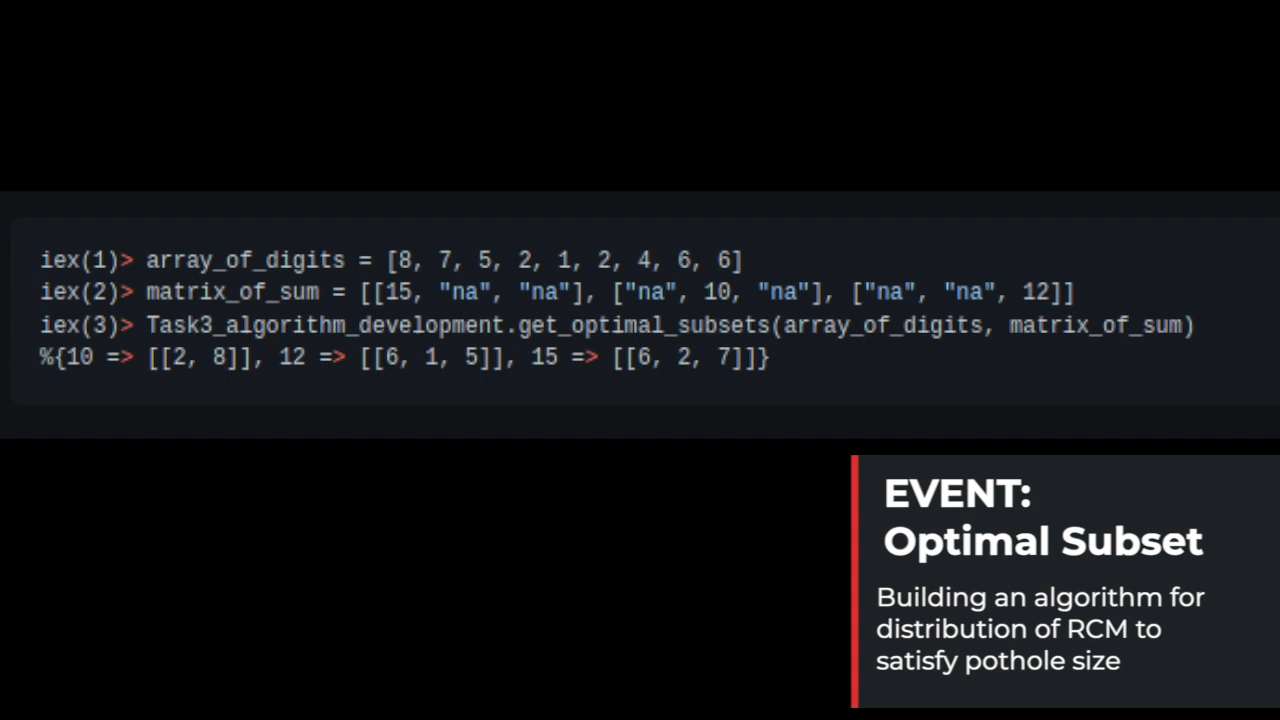 iex(1)> array_of_digits = [8, 7, 5, 2, 1, 2, 4, 6, 6]
iex(2)> matrix_of_sum = [[15, "na", "na"], ["na", 10, "na"], ["na", "na", 12]]
iex(3)> Task3_algorithm_development.get_optimal_subsets(array_of_digits, matrix_of_sum)
%{10 => [[2, 8]], 12 => [[6, 1, 5]], 15 => [[6, 2, 7]]}
EVENT:
Optimal Subset
Building an algorithm for
distribution of RCM to
satisfy pothole size